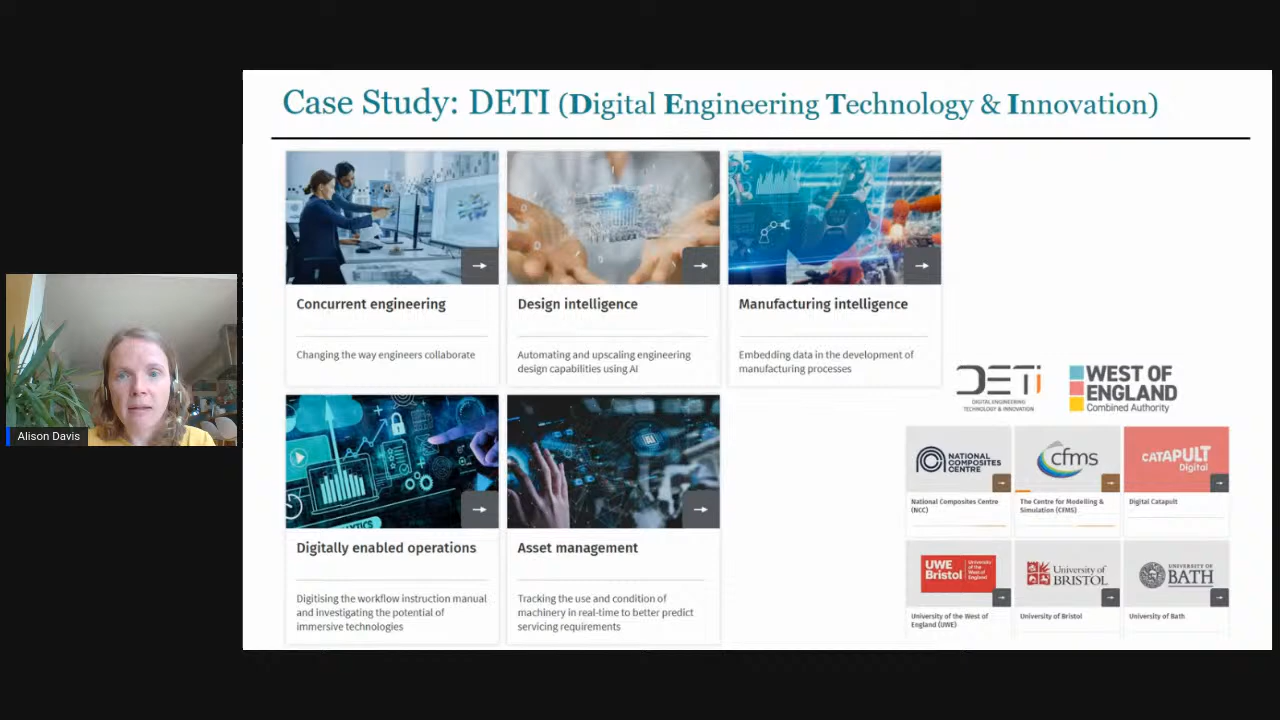 Case Study: DETI (Digital Engineering Technology & Innovation)
Concurrent engineering
Changing the way engineers collaborate
Design intelligence
Automating and upscaling engineering
design capabilities using AI
Manufacturing intelligence
Embedding data in the development of
manufacturing processes
Digitally enabled operations
Digitising the workflow instruction manual
and investigating the potential of
immersive technologies
Asset management
Tracking the use and condition of
machinery in real-time to better predict
servicing requirements
DETI
DIGITAL ENGINEERING
TECHNOLOGY & INNOVATION
WEST OF
ENGLAND
Combined Authority
NATIONAL
COMPOSITES
CENTRE
National Composites Centre
(NCC)
cfms
The Centre for Modelling &
Simulation (CFMS)
CATAPULT
Digital
Digital Catapult
UWE
Bristol
University
of the
West of
England
University of the West of
England (UWE)
University of
BRISTOL
University of Bristol
UNIVERSITY OF
BATH
University of Bath
Alison Davis